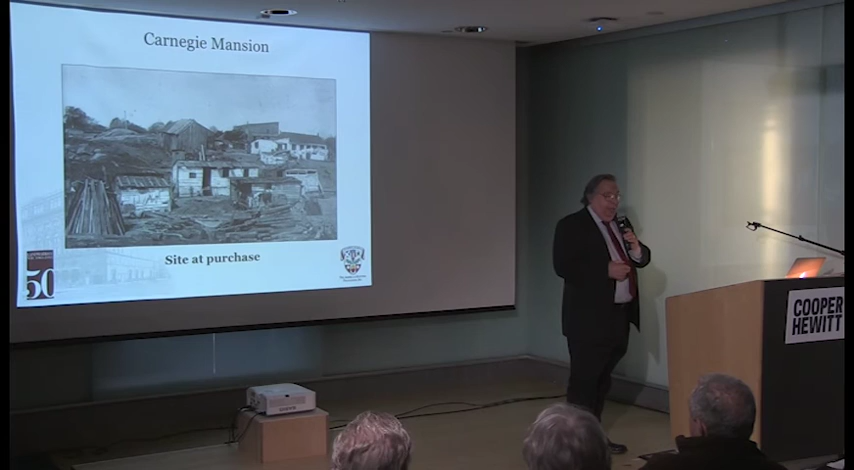 Carnegie Mansion
Site at purchase
50
COOPER
HEWITT